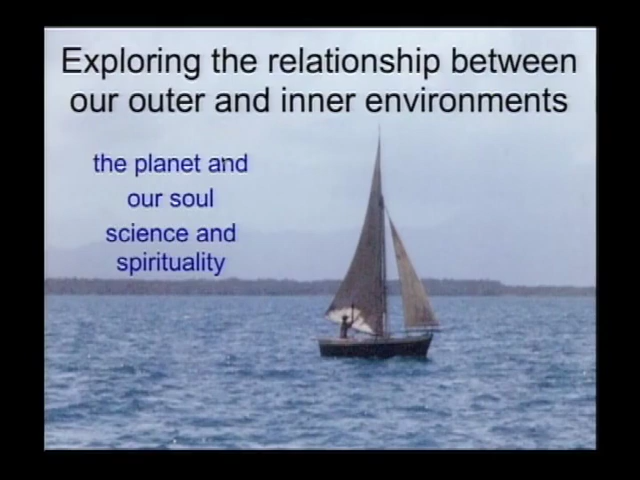 Exploring the relationship between
our outer and inner environments
the planet and
our soul
science and
spirituality